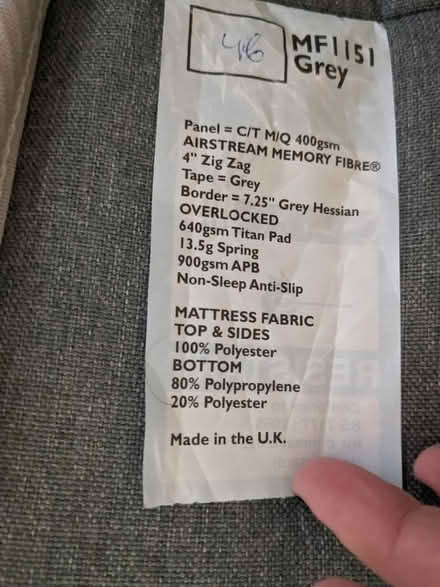 46
MF1151
Grey
Panel = C/T M/Q 400gsm
AIRSTREAM MEMORY FIBRE®
4" Zig Zag
Tape = Grey
Border = 7.25" Grey Hessian
OVERLOCKED
640gsm Titan Pad
13.5g Spring
900gsm APB
Non-Sleep Anti-Slip
MATTRESS FABRIC
TOP & SIDES
100% Polyester
BOTTOM
80% Polypropylene
20% Polyester
Made in the U.K.